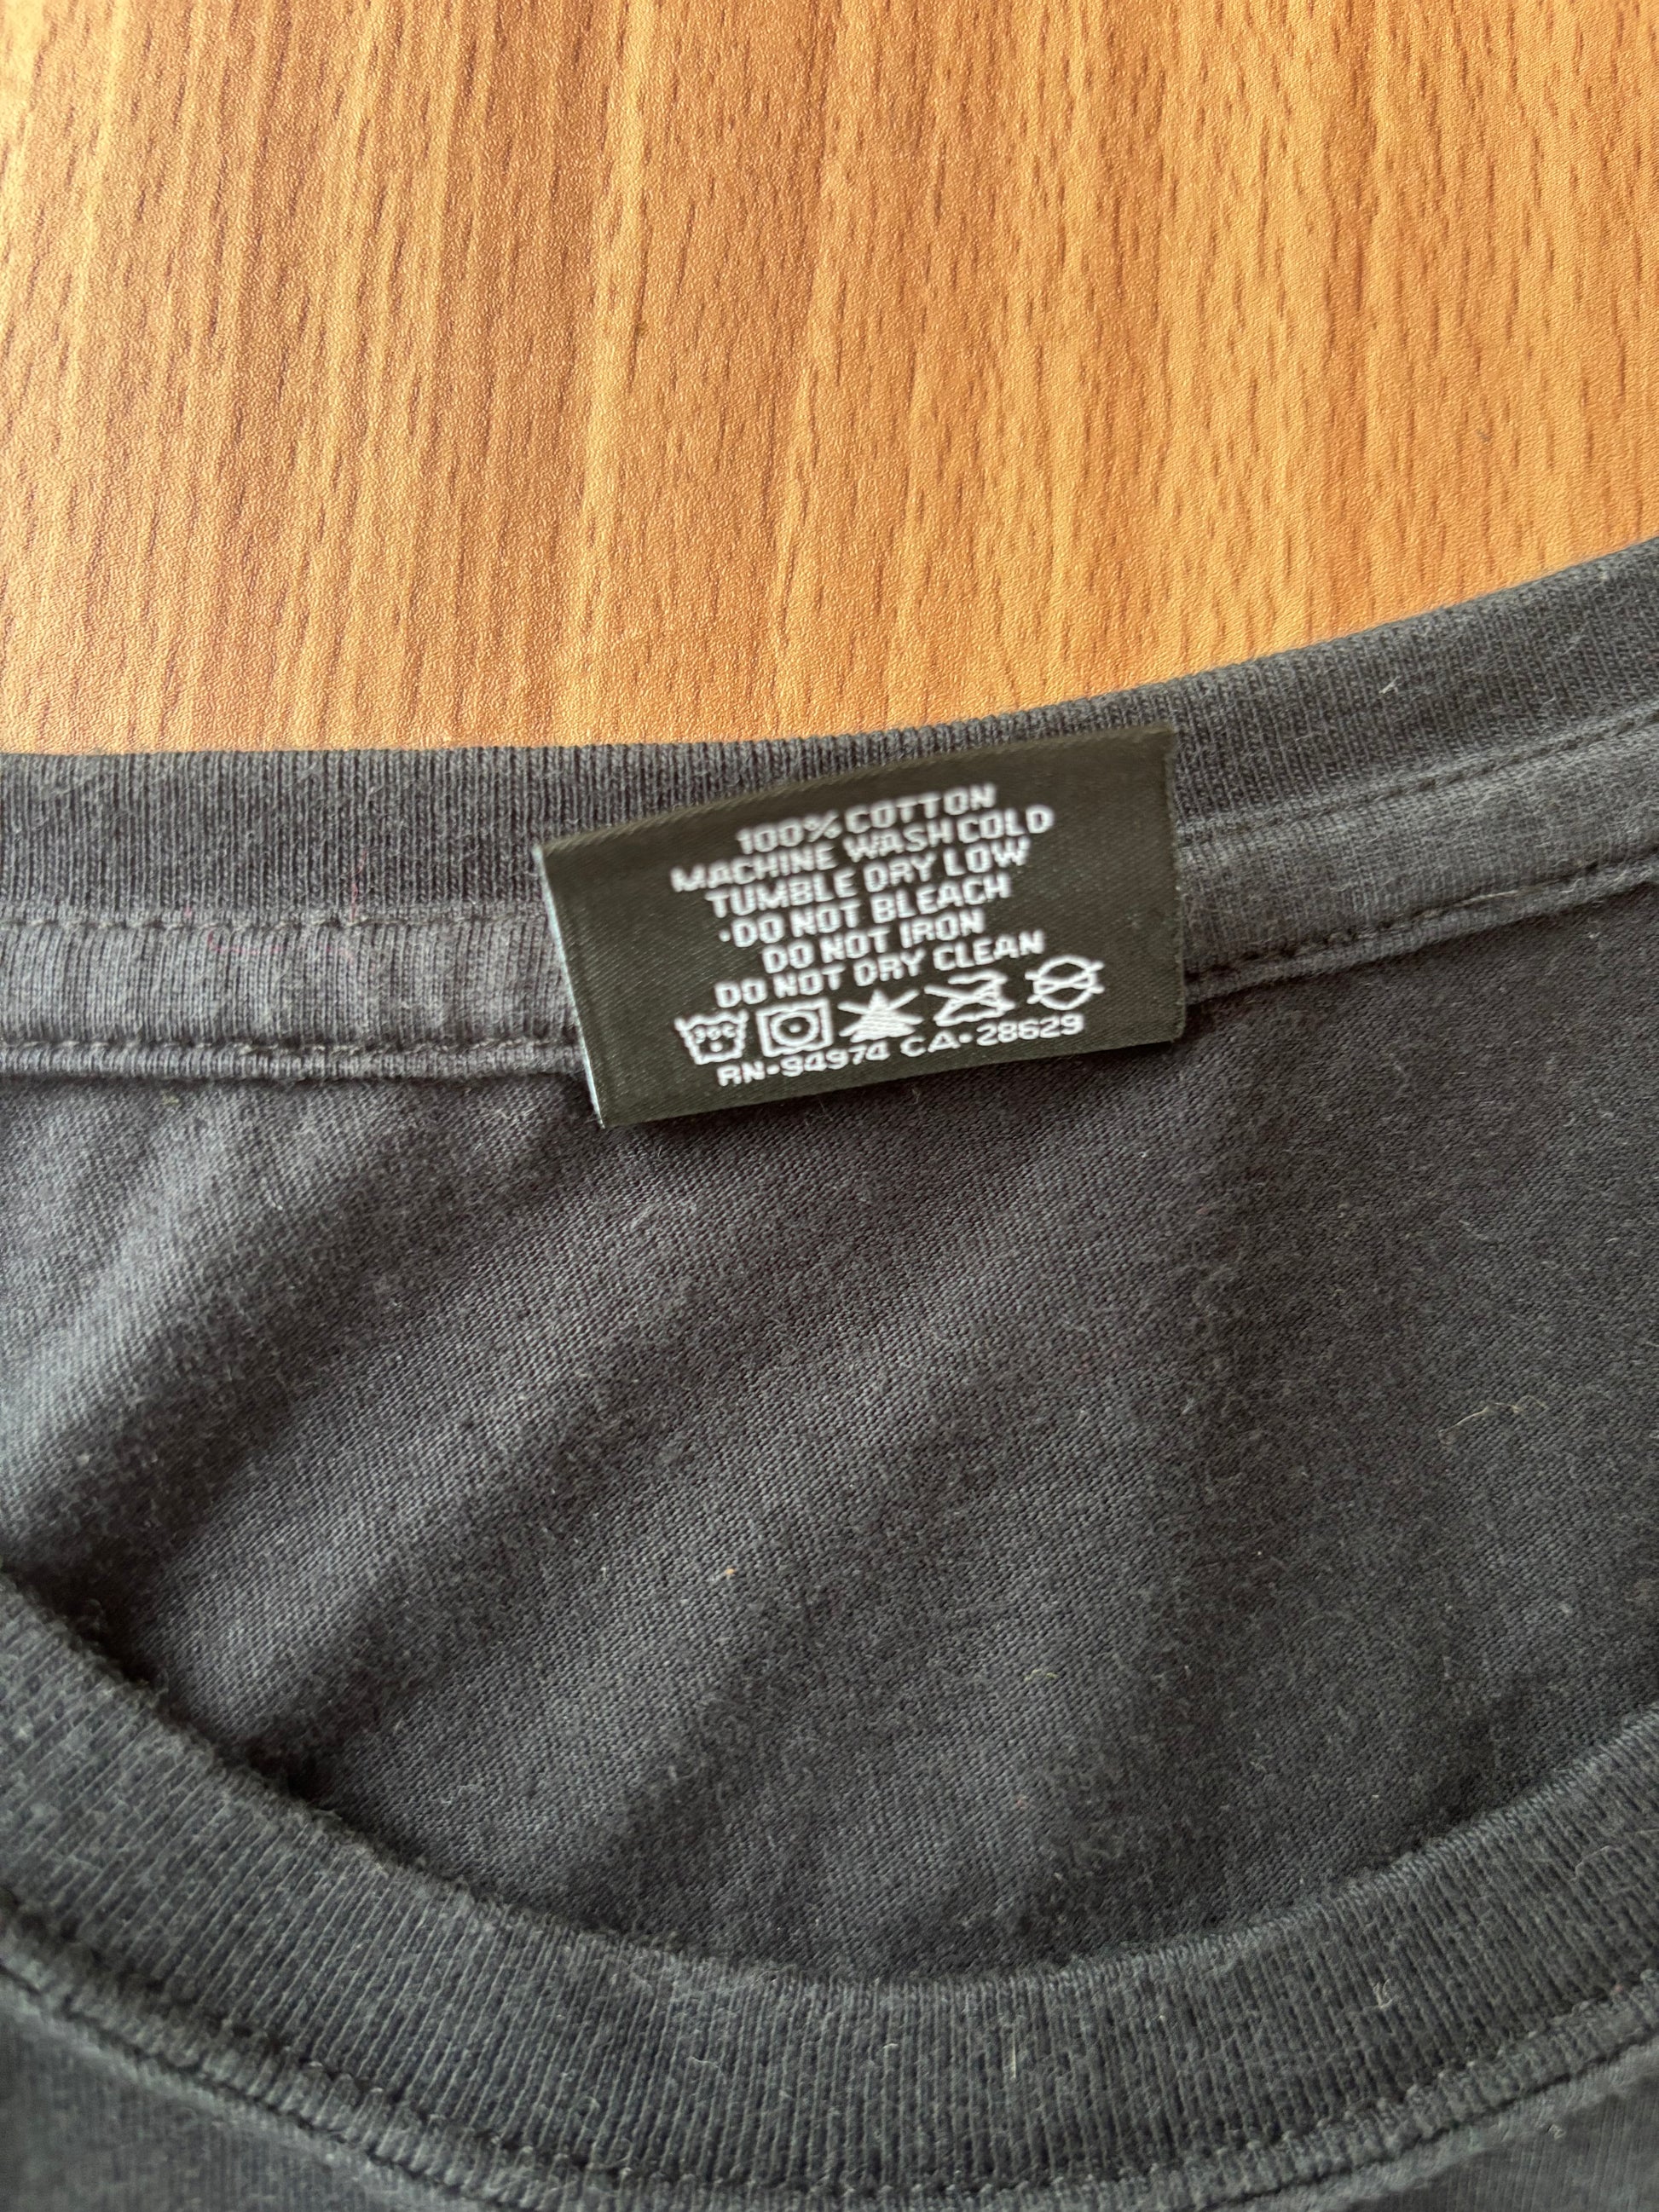 100% COTTON
MACHINE WASH COLD
TUMBLE DRY LOW
·DO NOT BLEACH
DO NOT IRON
DO NOT DRY CLEAN
RN-94974 CA-28629